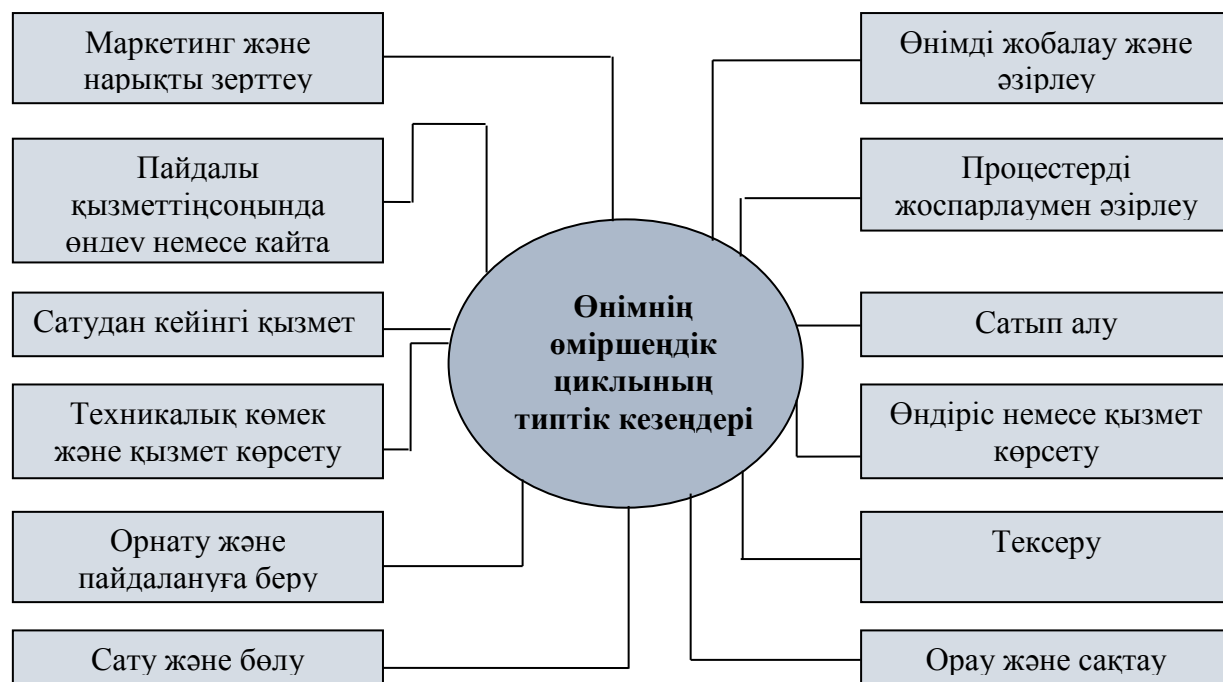 Маркетинг және
нарықты зерттеу
Пайдалы
қызметтіңсоңында
өңдеу немесе қайта
Сатудан кейінгі қызмет
Техникалық көмек
және қызмет көрсету
Орнату және
пайдалануға беру
Сату және бөлу
Өнімнің
өміршеңдік
циклының
типтік кезеңдері
Өнімді жобалау және
әзірлеу
Процестерді
жоспарлаумен әзірлеу
Сатып алу
Өндіріс немесе қызмет
көрсету
Тексеру
Орау және сақтау